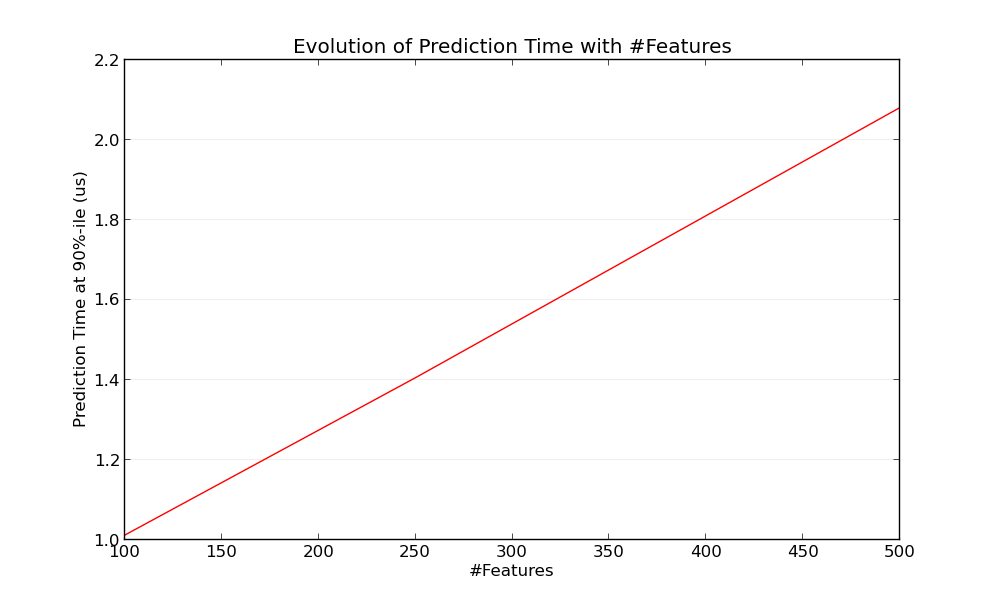 Evolution of Prediction Time with #Features
Prediction Time at 90%-ile (us)
2.2
2.0
1.8
1.6
1.4
1.2
1.0
100 150 200 250 300 350 400 450 500
#Features